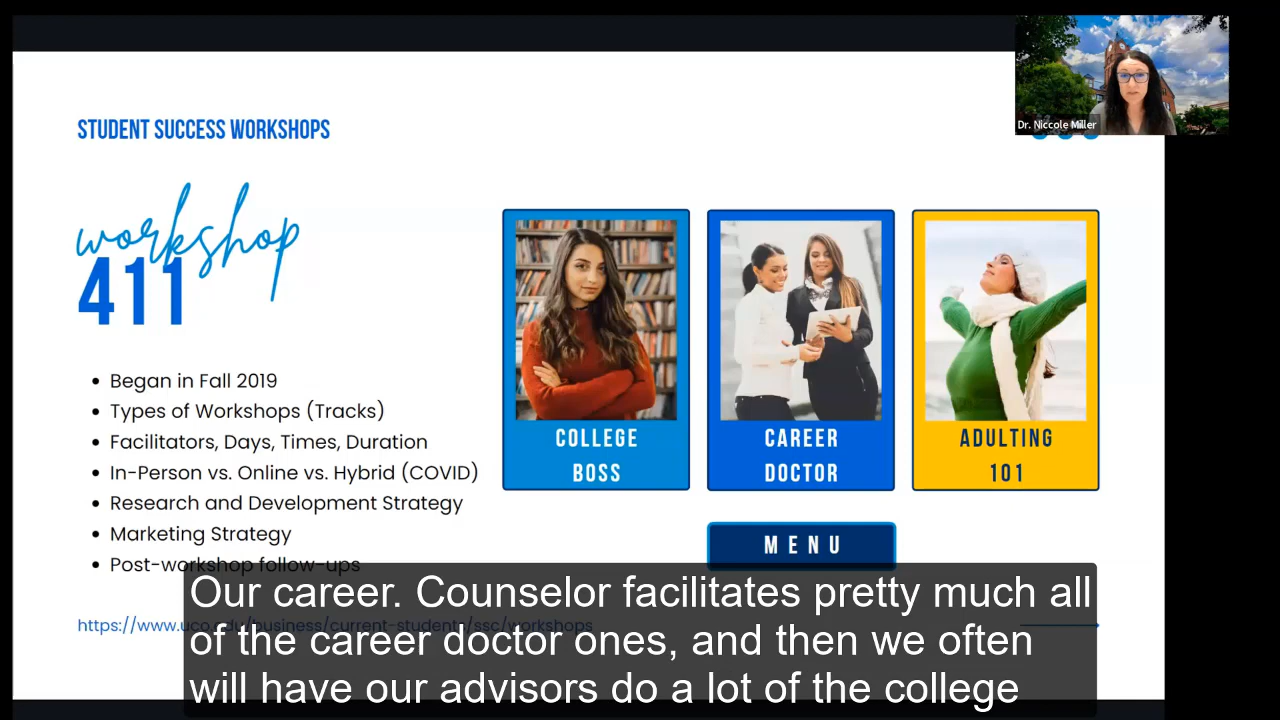 Dr. Niccole Miller
STUDENT SUCCESS WORKSHOPS
workshop
411
Began in Fall 2019
Types of Workshops (Tracks)
Facilitators, Days, Times, Duration
In-Person vs. Online vs. Hybrid (COVID)
Research and Development Strategy
Marketing Strategy
Post-workshop follow-ups
https://www.uco.edu/business/current-students/ssc/workshops
COLLEGE
BOSS
CAREER
DOCTOR
ADULTING
101
MENU
Our career. Counselor facilitates pretty much all
of the career doctor ones, and then we often
will have our advisors do a lot of the college